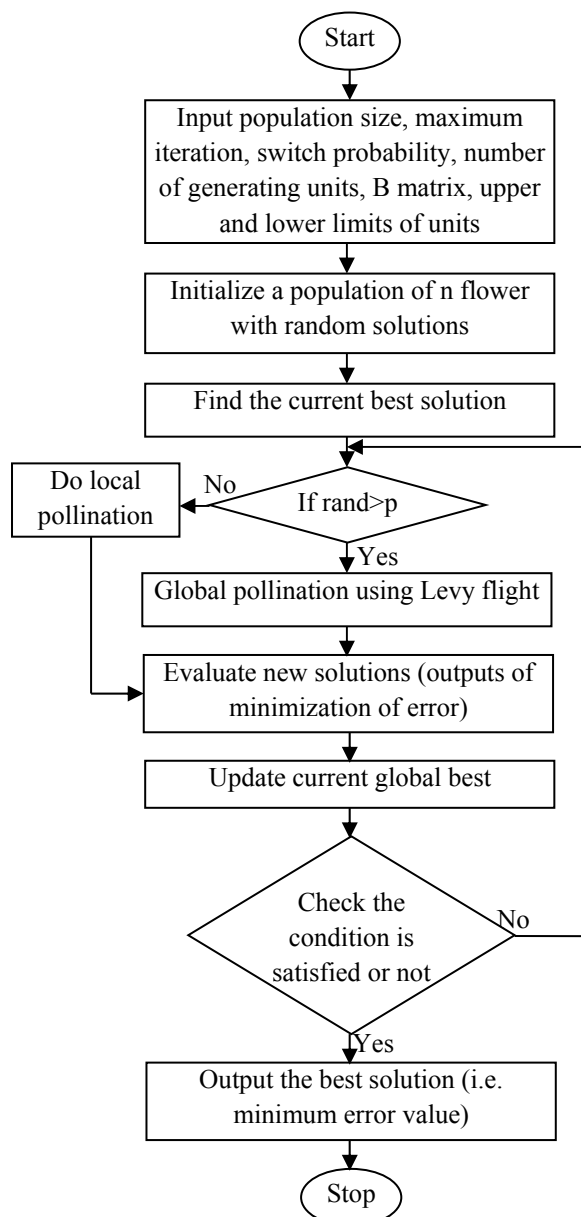 Start
Input population size, maximum
iteration, switch probability, number
of generating units, B matrix, upper
and lower limits of units
Initialize a population of n flower
with random solutions
Find the current best solution
Do local
pollination
No
If rand>p
Yes
Global pollination using Levy flight
Evaluate new solutions (outputs of
minimization of error)
Update current global best
Check the
condition is
satisfied or not
No
Yes
Output the best solution (i.e.
minimum error value)
Stop